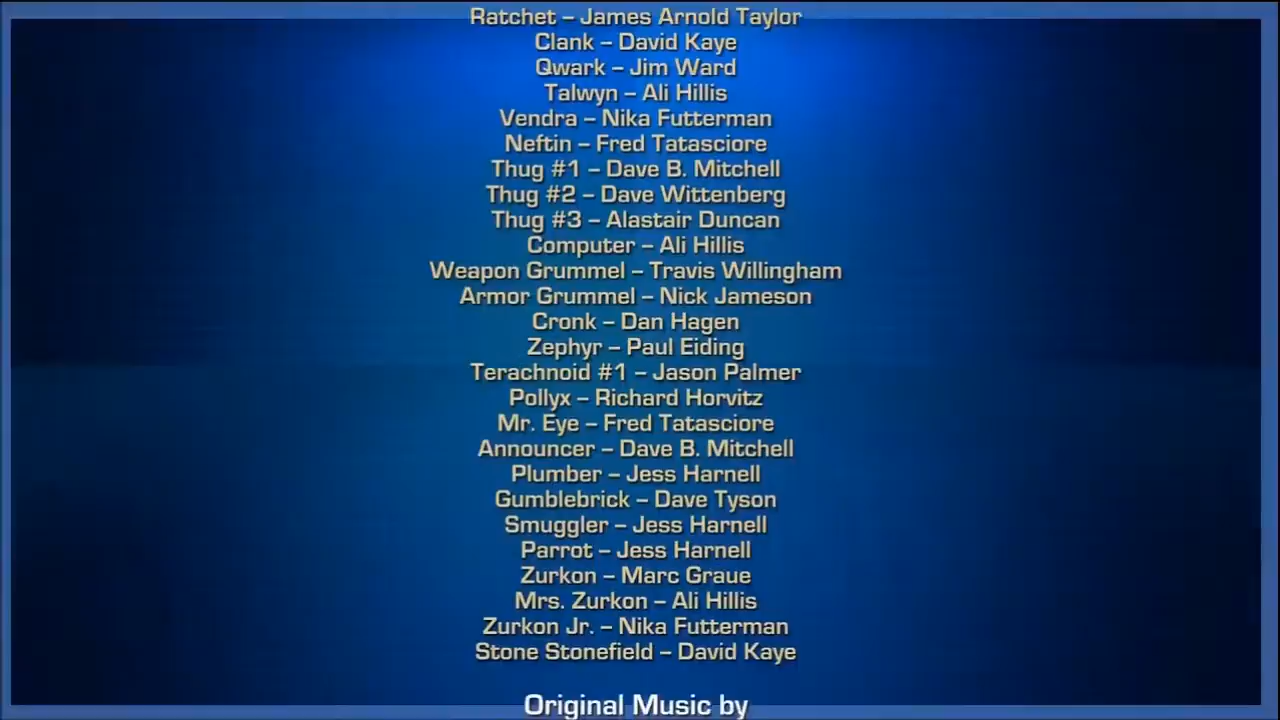 Ratchet – James Arnold Taylor
Clank – David Kaye
Qwark – Jim Ward
Talwyn – Ali Hillis
Vendra – Nika Futterman
Neftin – Fred Tatasciore
Thug #1 – Dave B. Mitchell
Thug #2 – Dave Wittenberg
Thug #3 – Alastair Duncan
Computer – Ali Hillis
Weapon Grummel – Travis Willingham
Armor Grummel – Nick Jameson
Cronk – Dan Hagen
Zephyr – Paul Eiding
Terachnoid #1 – Jason Palmer
Pollyx – Richard Horvitz
Mr. Eye – Fred Tatasciore
Announcer – Dave B. Mitchell
Plumber – Jess Harnell
Gumblebrick – Dave Tyson
Smuggler – Jess Harnell
Parrot – Jess Harnell
Zurkon – Marc Graue
Mrs. Zurkon – Ali Hillis
Zurkon Jr. – Nika Futterman
Stone Stonefield – David Kaye
Original Music by